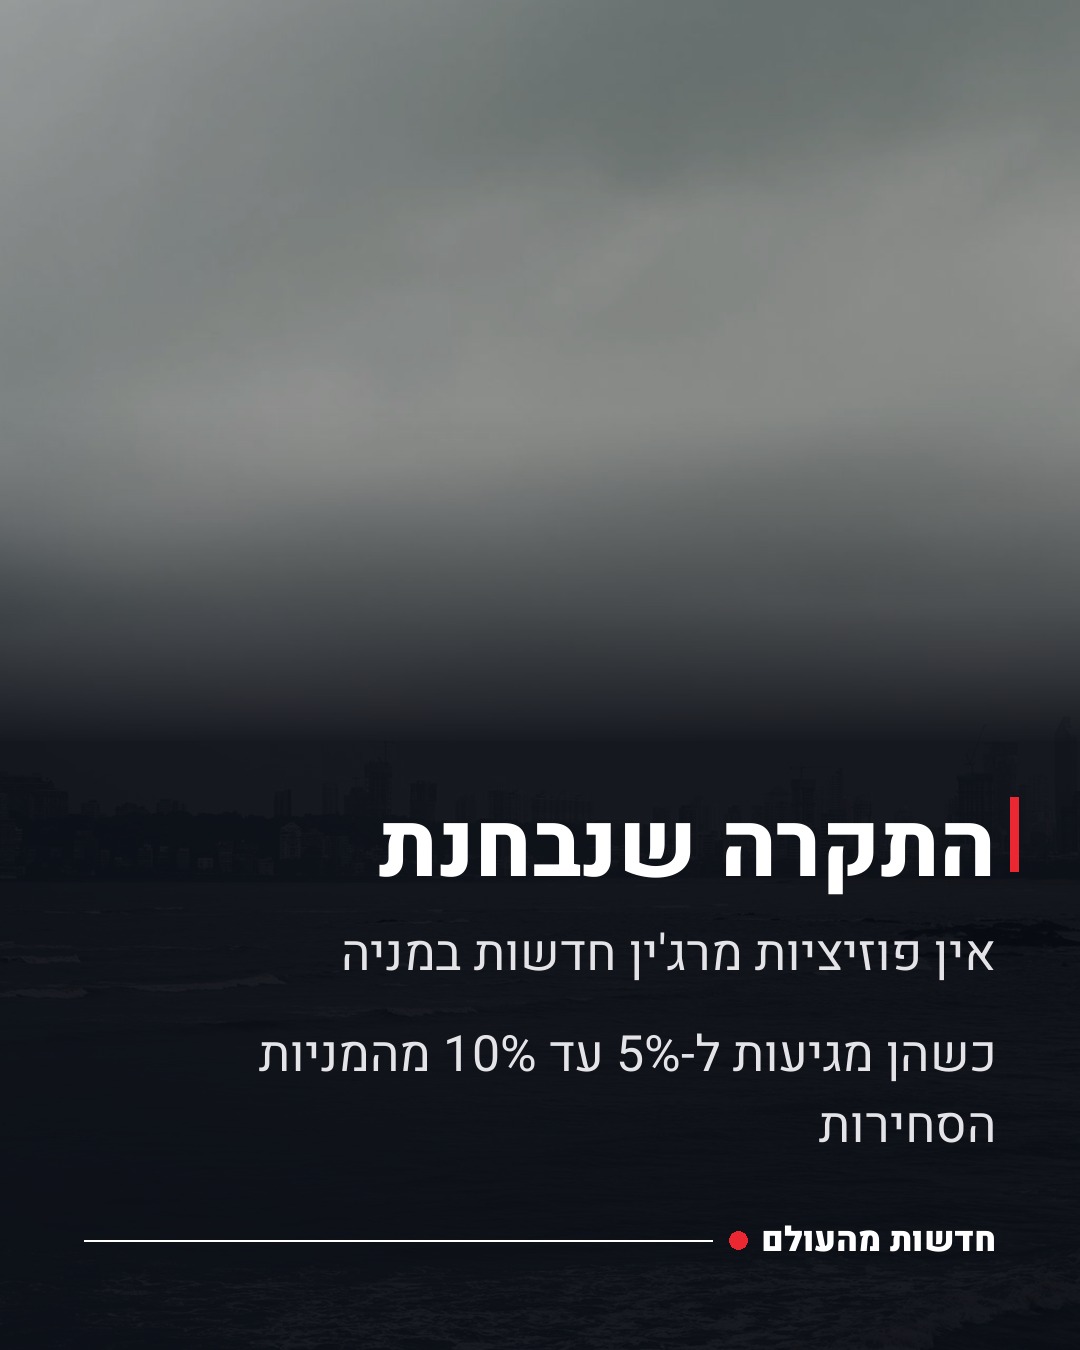 התקרה שנבחנת
אין פוזיציות מרג'ין חדשות במניה
כשהן מגיעות ל-5% עד 10% מהמניות
הסחירות
חדשות מהעולם